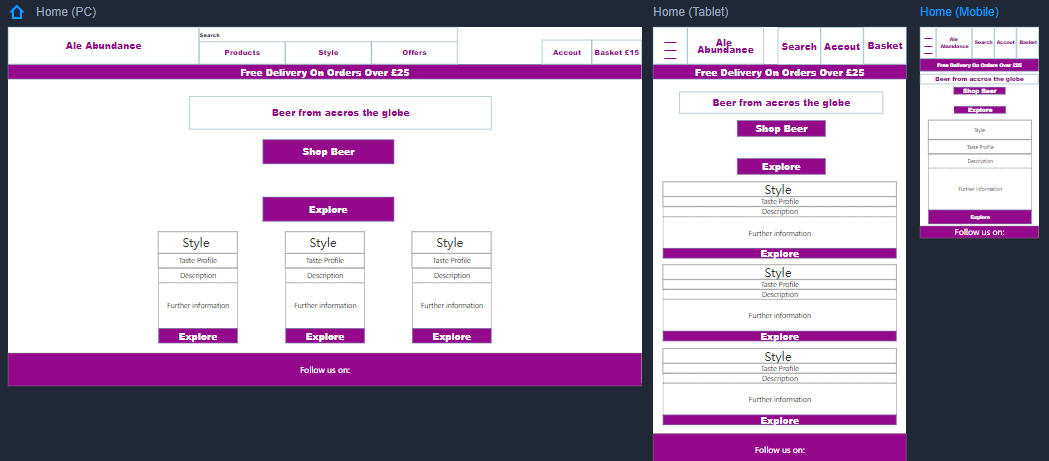 Home (PC)
Ale Abundance
Search
Products Style Offers
Accout Basket £15
Free Delivery On Orders Over £25
Beer from accros the globe
Shop Beer
Explore
Style Style Style
Taste Profile Taste Profile Taste Profile
Description Description Description
Further information Further information Further information
Explore Explore Explore
Follow us on:
Home (Tablet)
Ale
Abundance
Search Accout Basket
Free Delivery On Orders Over £25
Beer from accros the globe
Shop Beer
Explore
Style
Taste Profile
Description
Further information
Explore
Style
Taste Profile
Description
Further information
Explore
Style
Taste Profile
Description
Further information
Explore
Follow us on:
Home (Mobile)
Ale
Abundance
Search Accout Basket
Free Delivery On Orders Over £25
Beer from accros the globe
Shop Beer
Explore
Style
Taste Profile
Description
Further information
Explore
Follow us on: